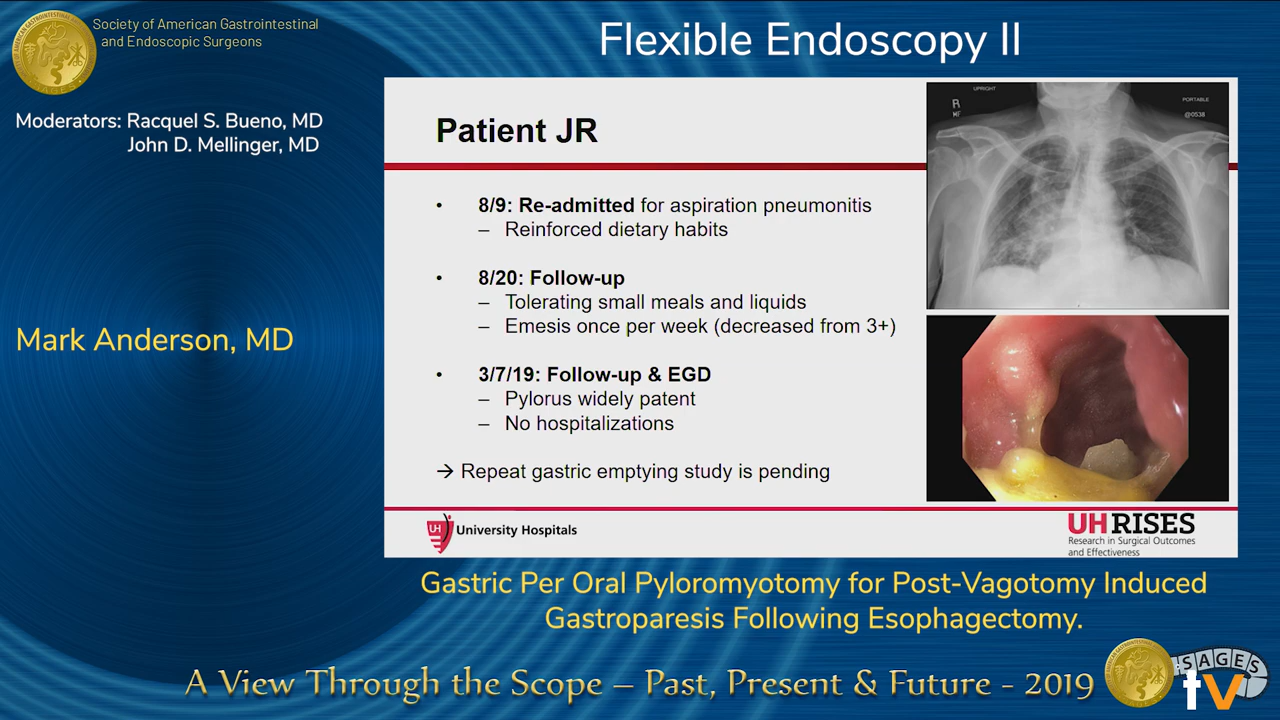 Society of American Gastrointestinal
and Endoscopic Surgeons
Flexible Endoscopy II
Moderators: Racquel S. Bueno, MD
John D. Mellinger, MD
Mark Anderson, MD
Patient JR
• 8/9: Re-admitted for aspiration pneumonitis
– Reinforced dietary habits
• 8/20: Follow-up
– Tolerating small meals and liquids
– Emesis once per week (decreased from 3+)
• 3/7/19: Follow-up & EGD
– Pylorus widely patent
– No hospitalizations
→ Repeat gastric emptying study is pending
UPRIGHT
R
MF
PORTABLE
@0538
UH University Hospitals
UH RISES
Research in Surgical Outcomes
and Effectiveness
Gastric Per Oral Pyloromyotomy for Post-Vagotomy Induced
Gastroparesis Following Esophagectomy.
A View Through the Scope – Past, Present & Future - 2019
SAGES
tv